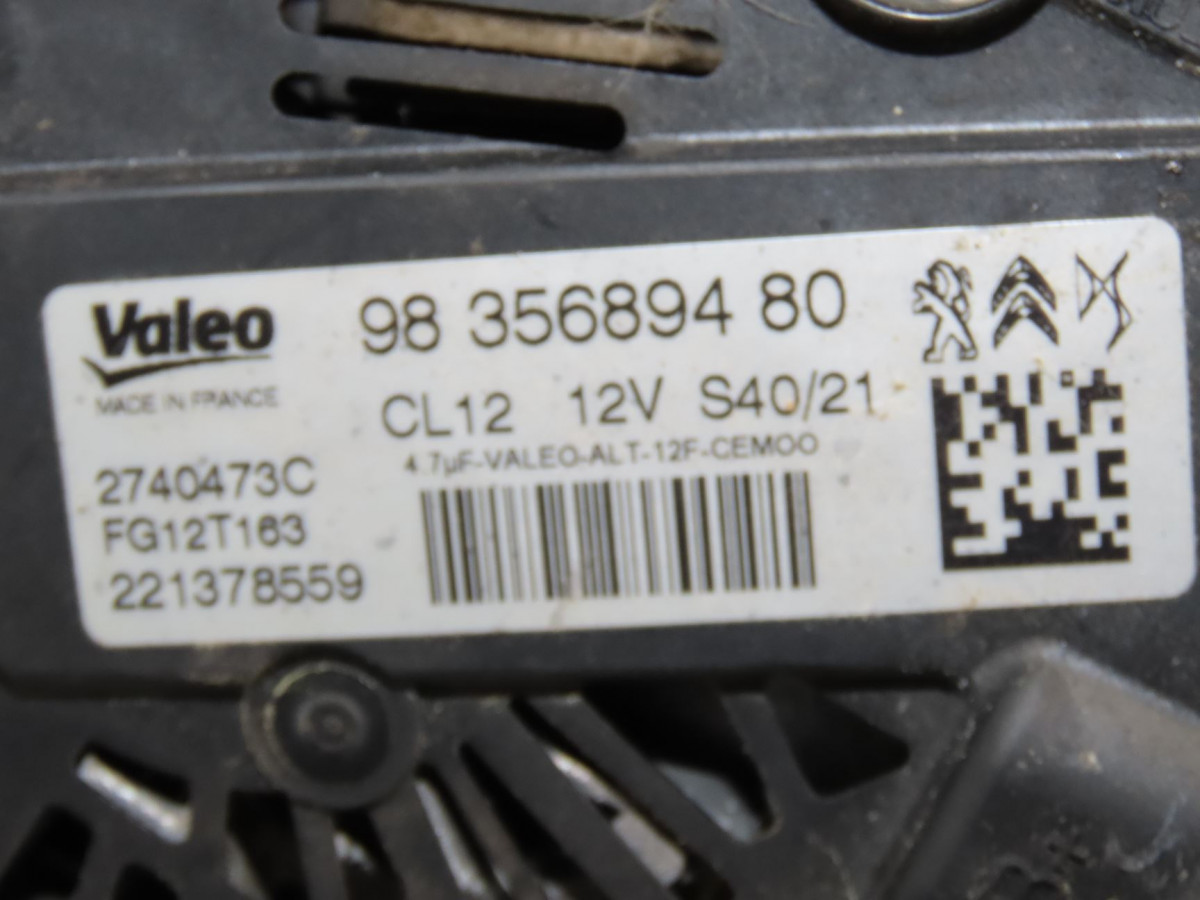 Valeo
MADE IN FRANCE
98 356894 80
CL12 12V S40/21
4.7µF-VALEO-ALT-12F-CEMOO
2740473C
FG12T163
221378559